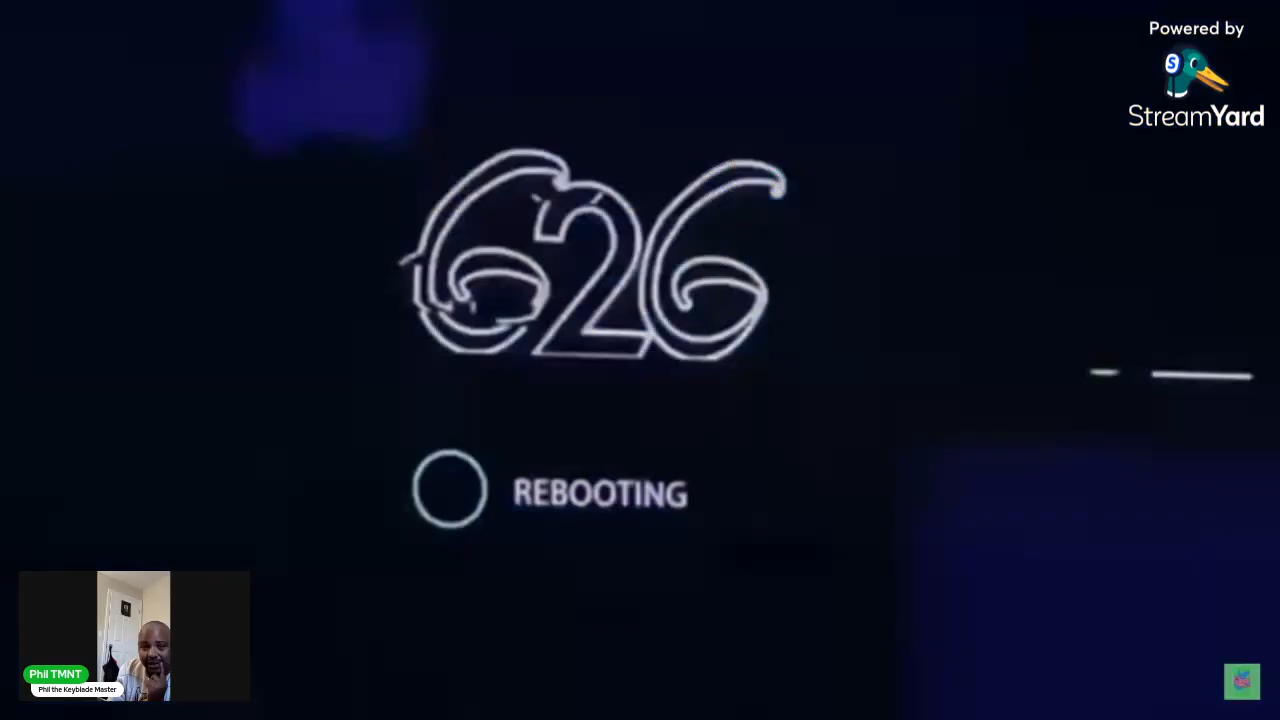 Powered by
S
StreamYard
626
REBOOTING
Phil TMNT
Phil the Keyblade Master